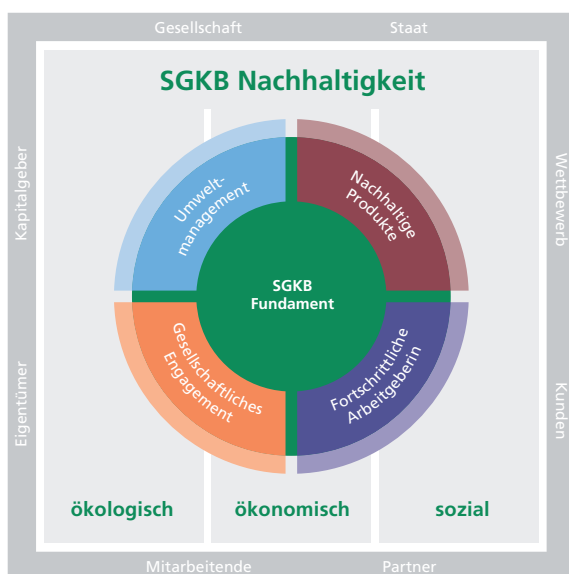 Gesellschaft
Staat
SGKB Nachhaltigkeit
Kapitalgeber
Wettbewerb
Umwelt-
management
Nachhaltige
Produkte
SGKB
Fundament
Gesellschaftliches
Engagement
Fortschrittliche
Arbeitgeberin
Eigentümer
Kunden
ökologisch
ökonomisch
sozial
Mitarbeitende
Partner